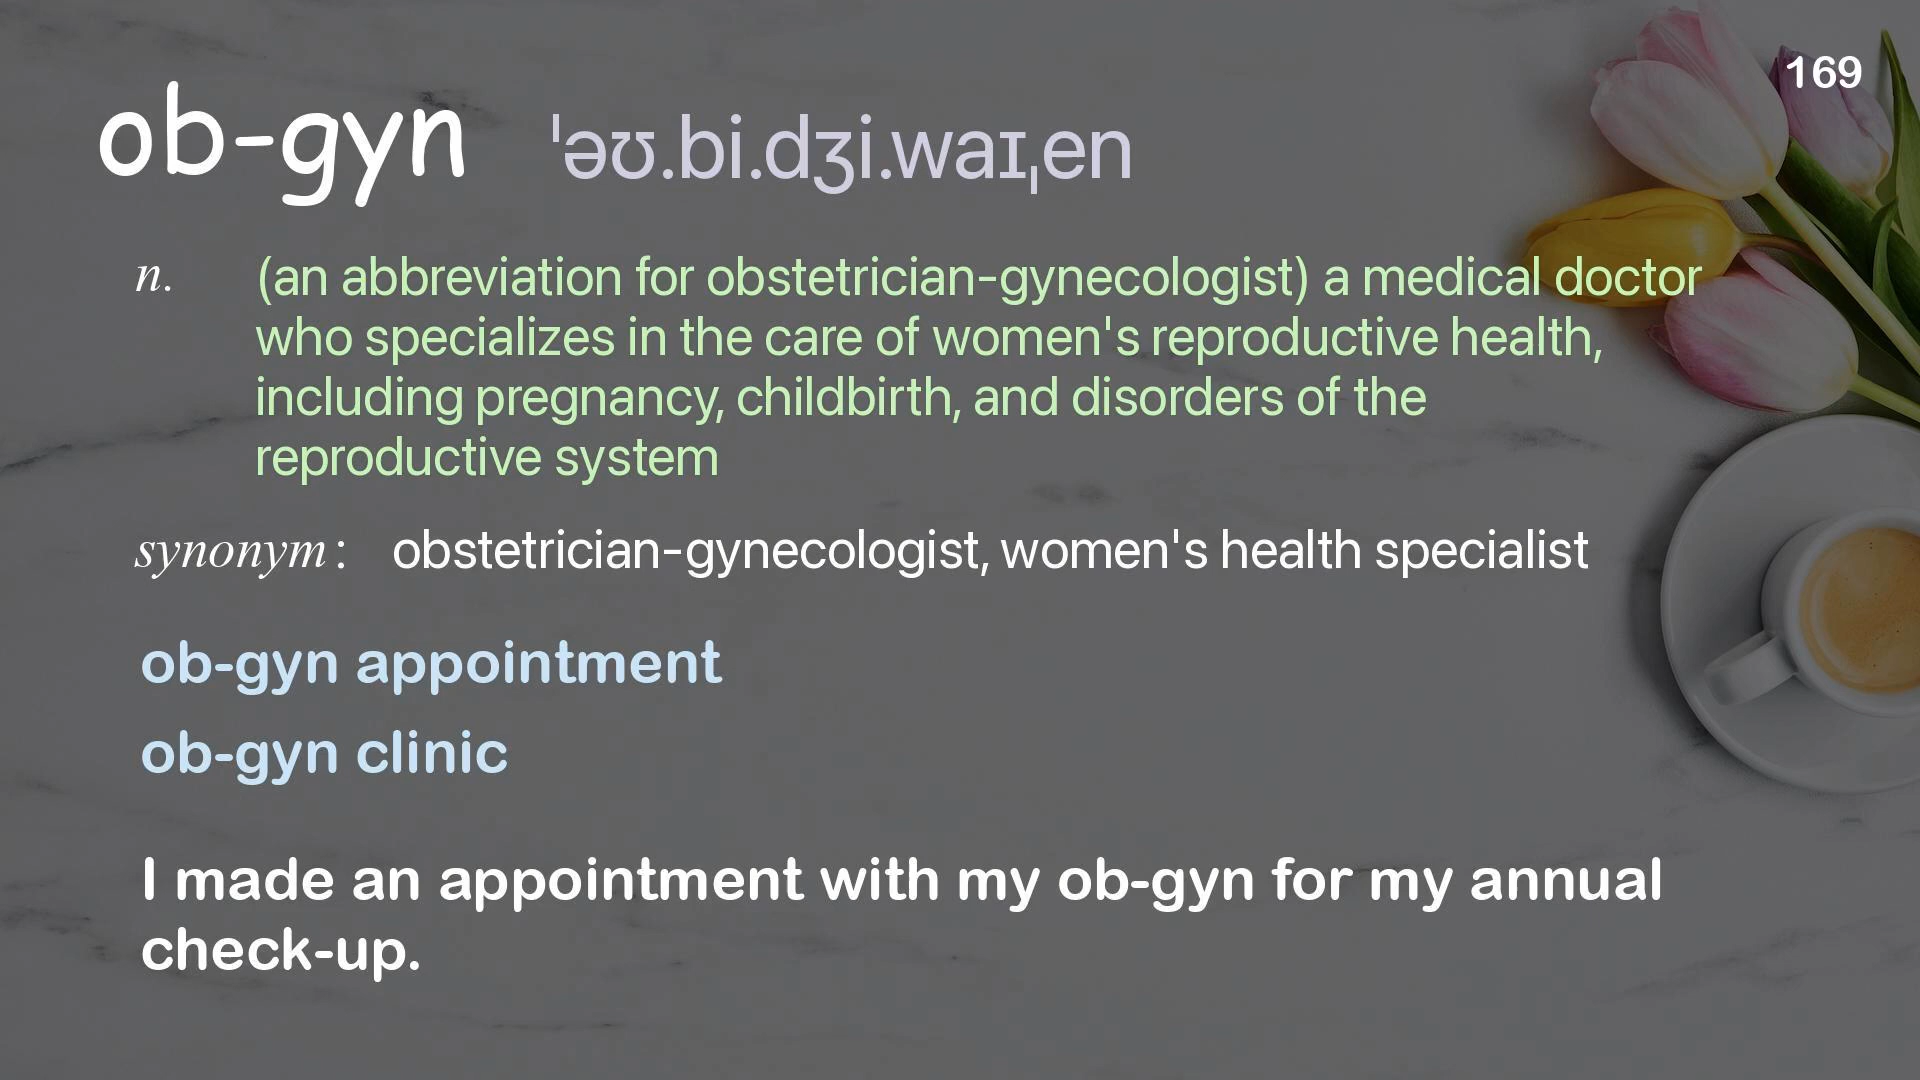 169
ob-gyn ˈəʊ.bi.dʒi.waɪˌen
n. (an abbreviation for obstetrician-gynecologist) a medical doctor
who specializes in the care of women's reproductive health,
including pregnancy, childbirth, and disorders of the
reproductive system
synonym: obstetrician-gynecologist, women's health specialist
ob-gyn appointment
ob-gyn clinic
I made an appointment with my ob-gyn for my annual
check-up.